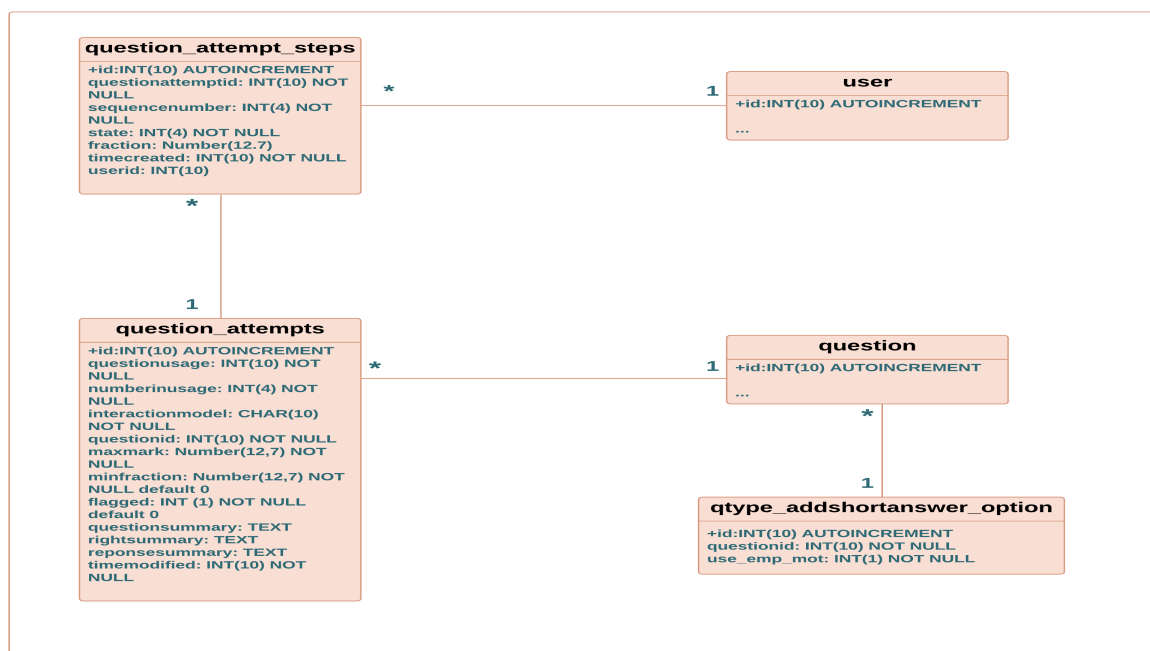 question_attempt_steps
+id:INT(10) AUTOINCREMENT
questionattemptid: INT(10) NOT
NULL
sequencenumber: INT(4) NOT
NULL
state: INT(4) NOT NULL
fraction: Number(12.7)
timecreated: INT(10) NOT NULL
userid: INT(10)
*
1
user
+id:INT(10) AUTOINCREMENT
...
*
1
question_attempts
+id:INT(10) AUTOINCREMENT
questionusage: INT(10) NOT
NULL
numberinusage: INT(4) NOT
NULL
interactionmodel: CHAR(10)
NOT NULL
questionid: INT(10) NOT NULL
maxmark: Number(12,7) NOT
NULL
minfraction: Number(12,7) NOT
NULL default 0
flagged: INT (1) NOT NULL
default 0
questionsummary: TEXT
rightsummary: TEXT
reponsesummary: TEXT
timemodified: INT(10) NOT
NULL
*
1
question
+id:INT(10) AUTOINCREMENT
...
*
1
qtype_addshortanswer_option
+id:INT(10) AUTOINCREMENT
questionid: INT(10) NOT NULL
use_emp_mot: INT(1) NOT NULL